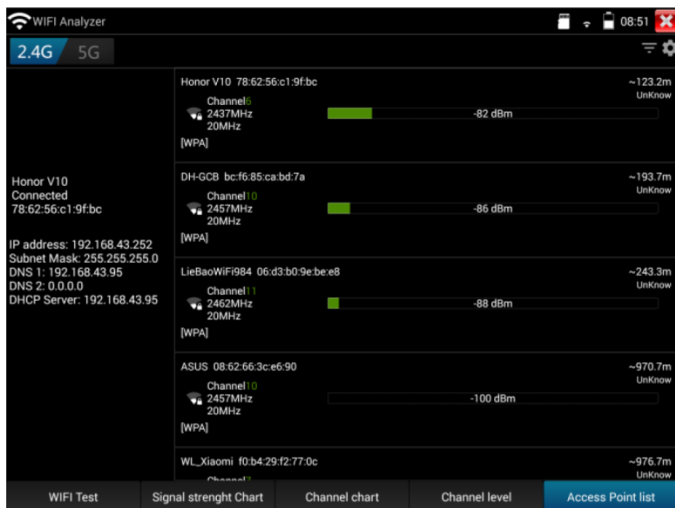 WIFI Analyzer
08:51
2.4G
5G
Honor V10
Connected
78:62:56:c1:9f:bc
IP address: 192.168.43.252
Subnet Mask: 255.255.255.0
DNS 1: 192.168.43.95
DNS 2: 0.0.0.0
DHCP Server: 192.168.43.95
Honor V10 78:62:56:c1:9f:bc
~123.2m
UnKnow
Channel6
2437MHz
20MHz
-82 dBm
[WPA]
DH-GCB bc:f6:85:ca:bd:7a
~193.7m
UnKnow
Channel10
2457MHz
20MHz
-86 dBm
[WPA]
LieBaoWiFi984 06:d3:b0:9e:be:e8
~243.3m
UnKnow
Channel11
2462MHz
20MHz
-88 dBm
[WPA]
ASUS 08:62:66:3c:e6:90
~970.7m
UnKnow
Channel10
2457MHz
20MHz
-100 dBm
[WPA]
WL_Xiaomi f0:b4:29:f2:77:0c
~976.7m
UnKnow
WIFI Test
Signal strenght Chart
Channel chart
Channel level
Access Point list